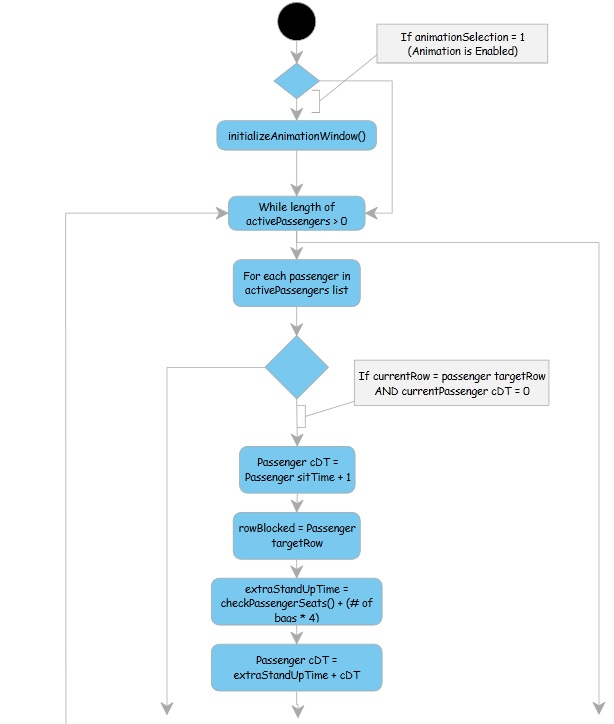 If animationSelection = 1
(Animation is Enabled)
initializeAnimationWindow()
While length of
activePassengers > 0
For each passenger in
activePassengers list
If currentRow = passenger targetRow
AND currentPassenger cDT = 0
Passenger cDT =
Passenger sitTime + 1
rowBlocked = Passenger
targetRow
extraStandUpTime =
checkPassengerSeats() + (# of
bags * 4)
Passenger cDT =
extraStandUpTime + cDT